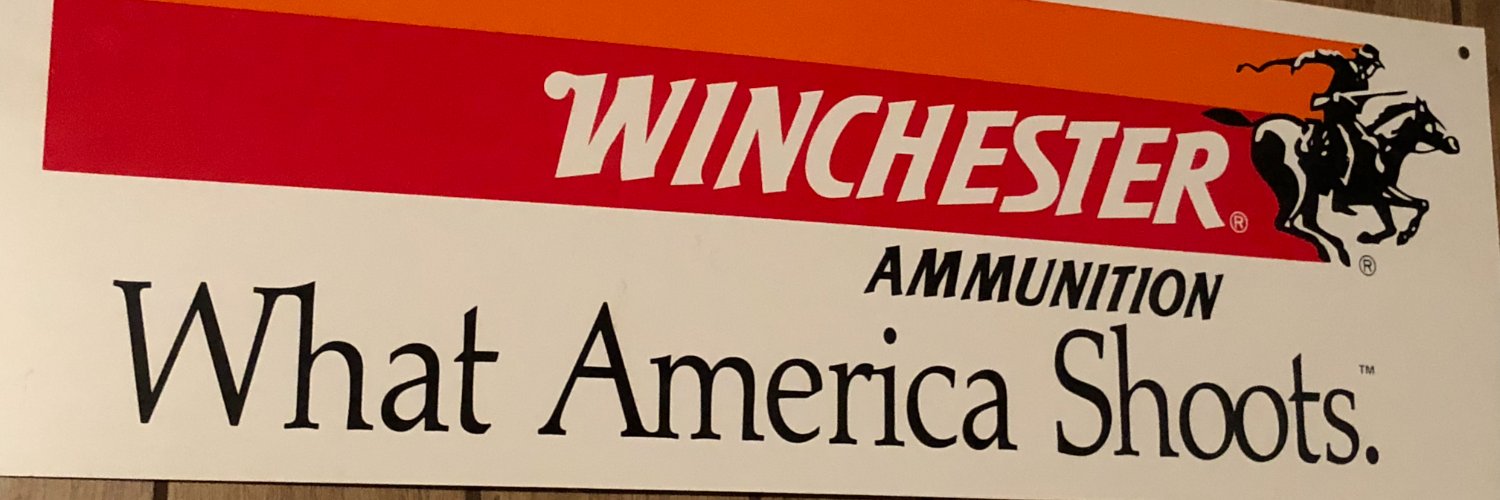 WINCHESTER®
®
AMMUNITION
What America Shoots.™